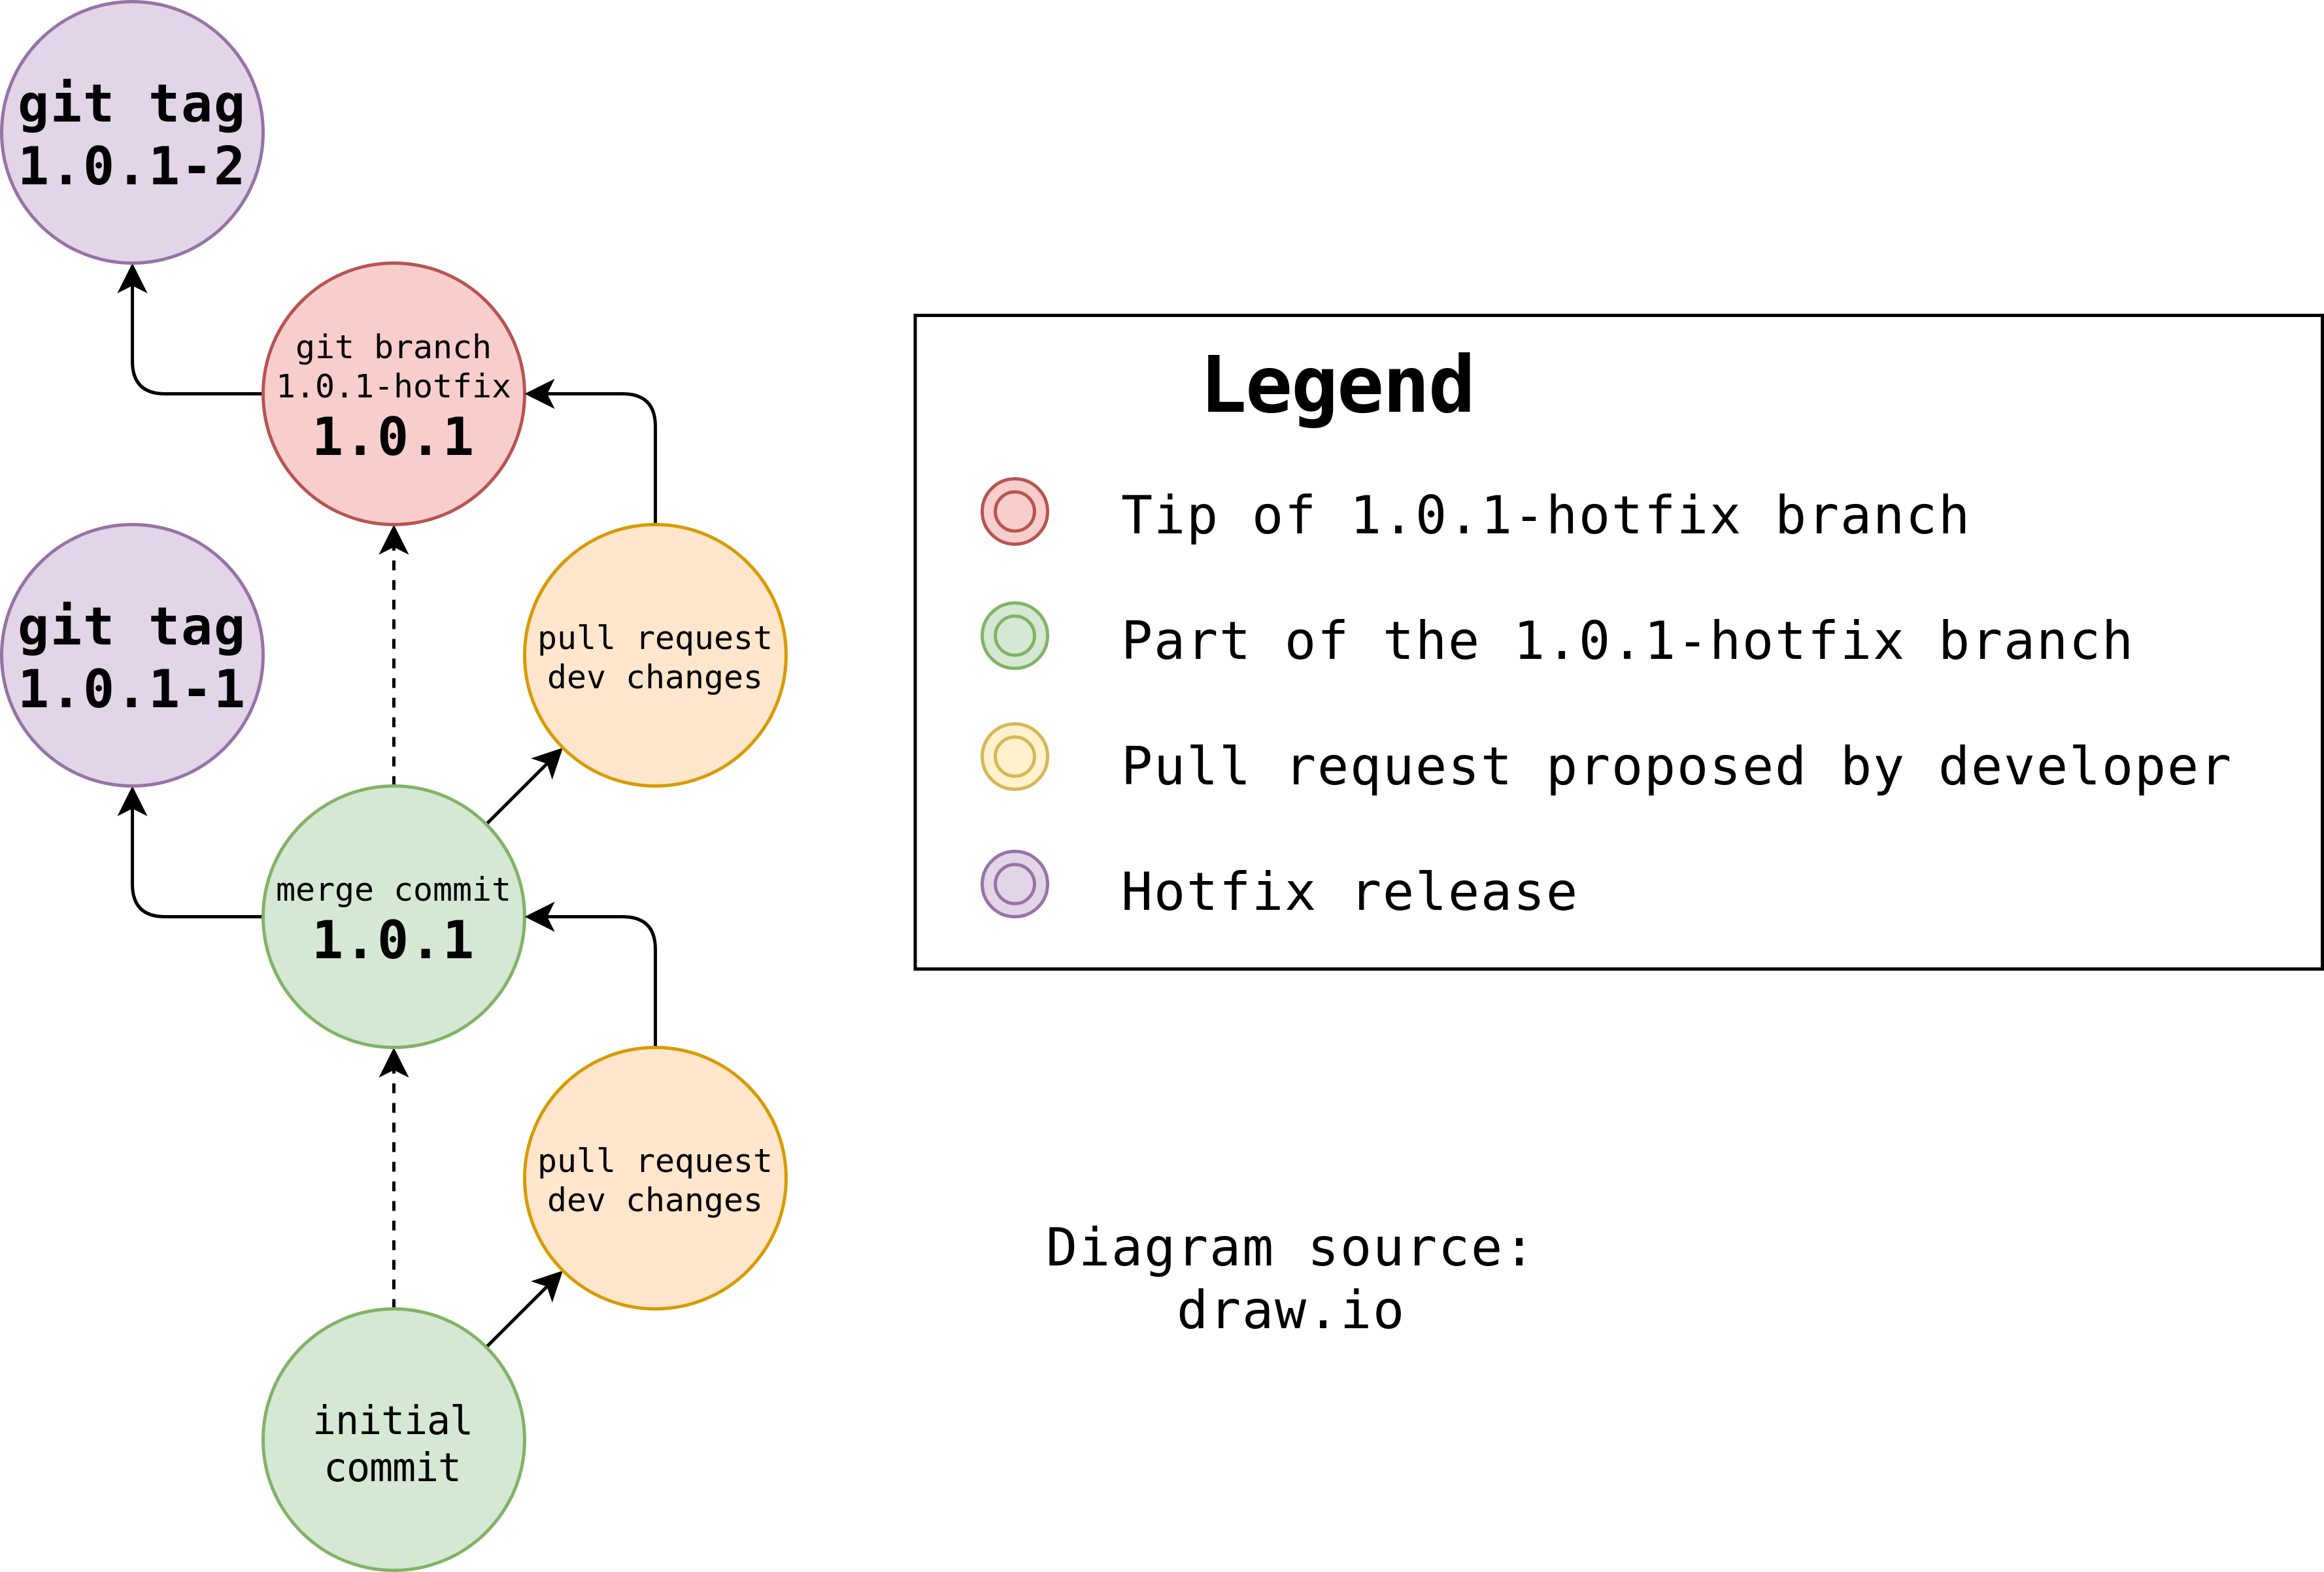 git tag
1.0.1-2
git branch
1.0.1-hotfix
1.0.1
git tag
1.0.1-1
pull request
dev changes
merge commit
1.0.1
pull request
dev changes
initial
commit
Legend
Tip of 1.0.1-hotfix branch
Part of the 1.0.1-hotfix branch
Pull request proposed by developer
Hotfix release
Diagram source:
draw.io